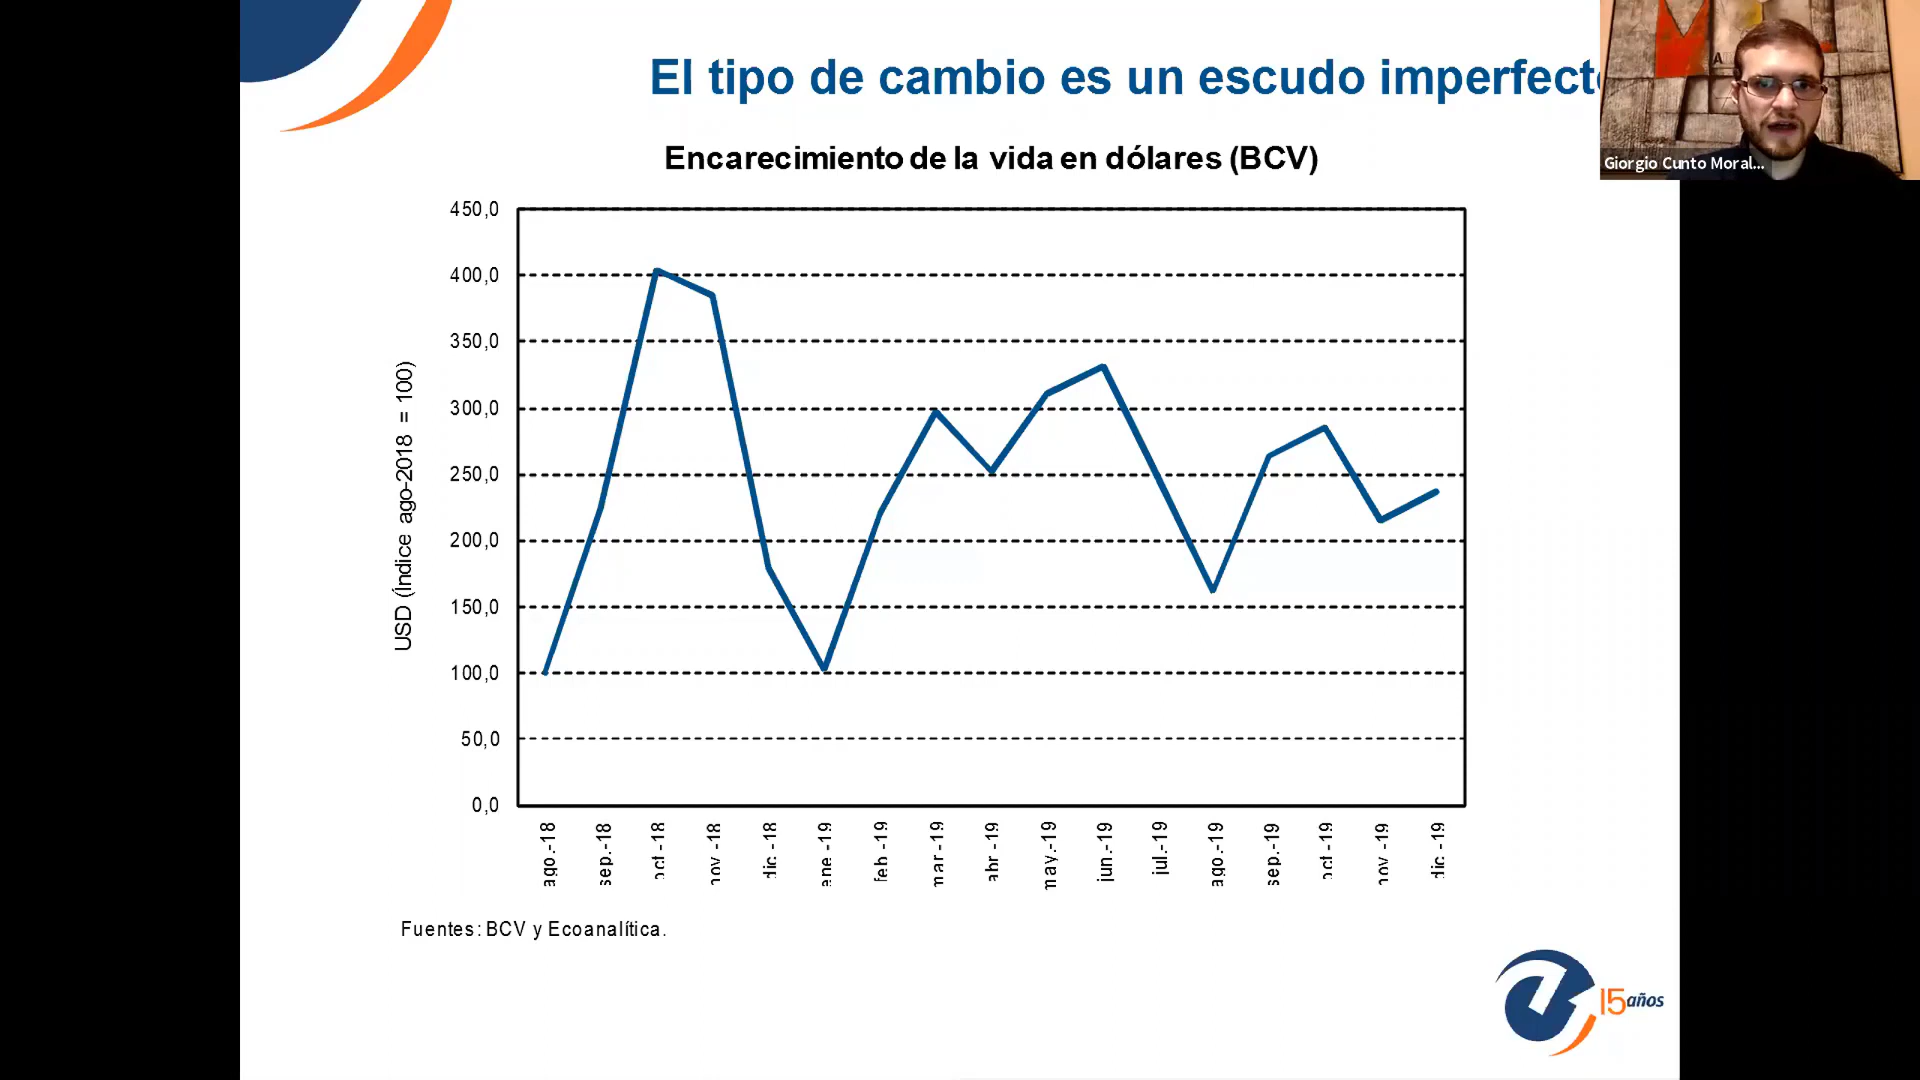 El tipo de cambio es un escudo imperfecto
Giorgio Cunto Moral...
Encarecimiento de la vida en dólares (BCV)
USD (Índice ago-2018 = 100)
450,0
400,0
350,0
300,0
250,0
200,0
150,0
100,0
50,0
0,0
ago.-18
sep.-18
oct -18
nov -18
dic -18
ene -19
feb -19
mar -19
abr -19
may.-19
jun.-19
jul.-19
ago.-19
sep.-19
oct -19
nov -19
dic -19
Fuentes: BCV y Ecoanalítica.
15años